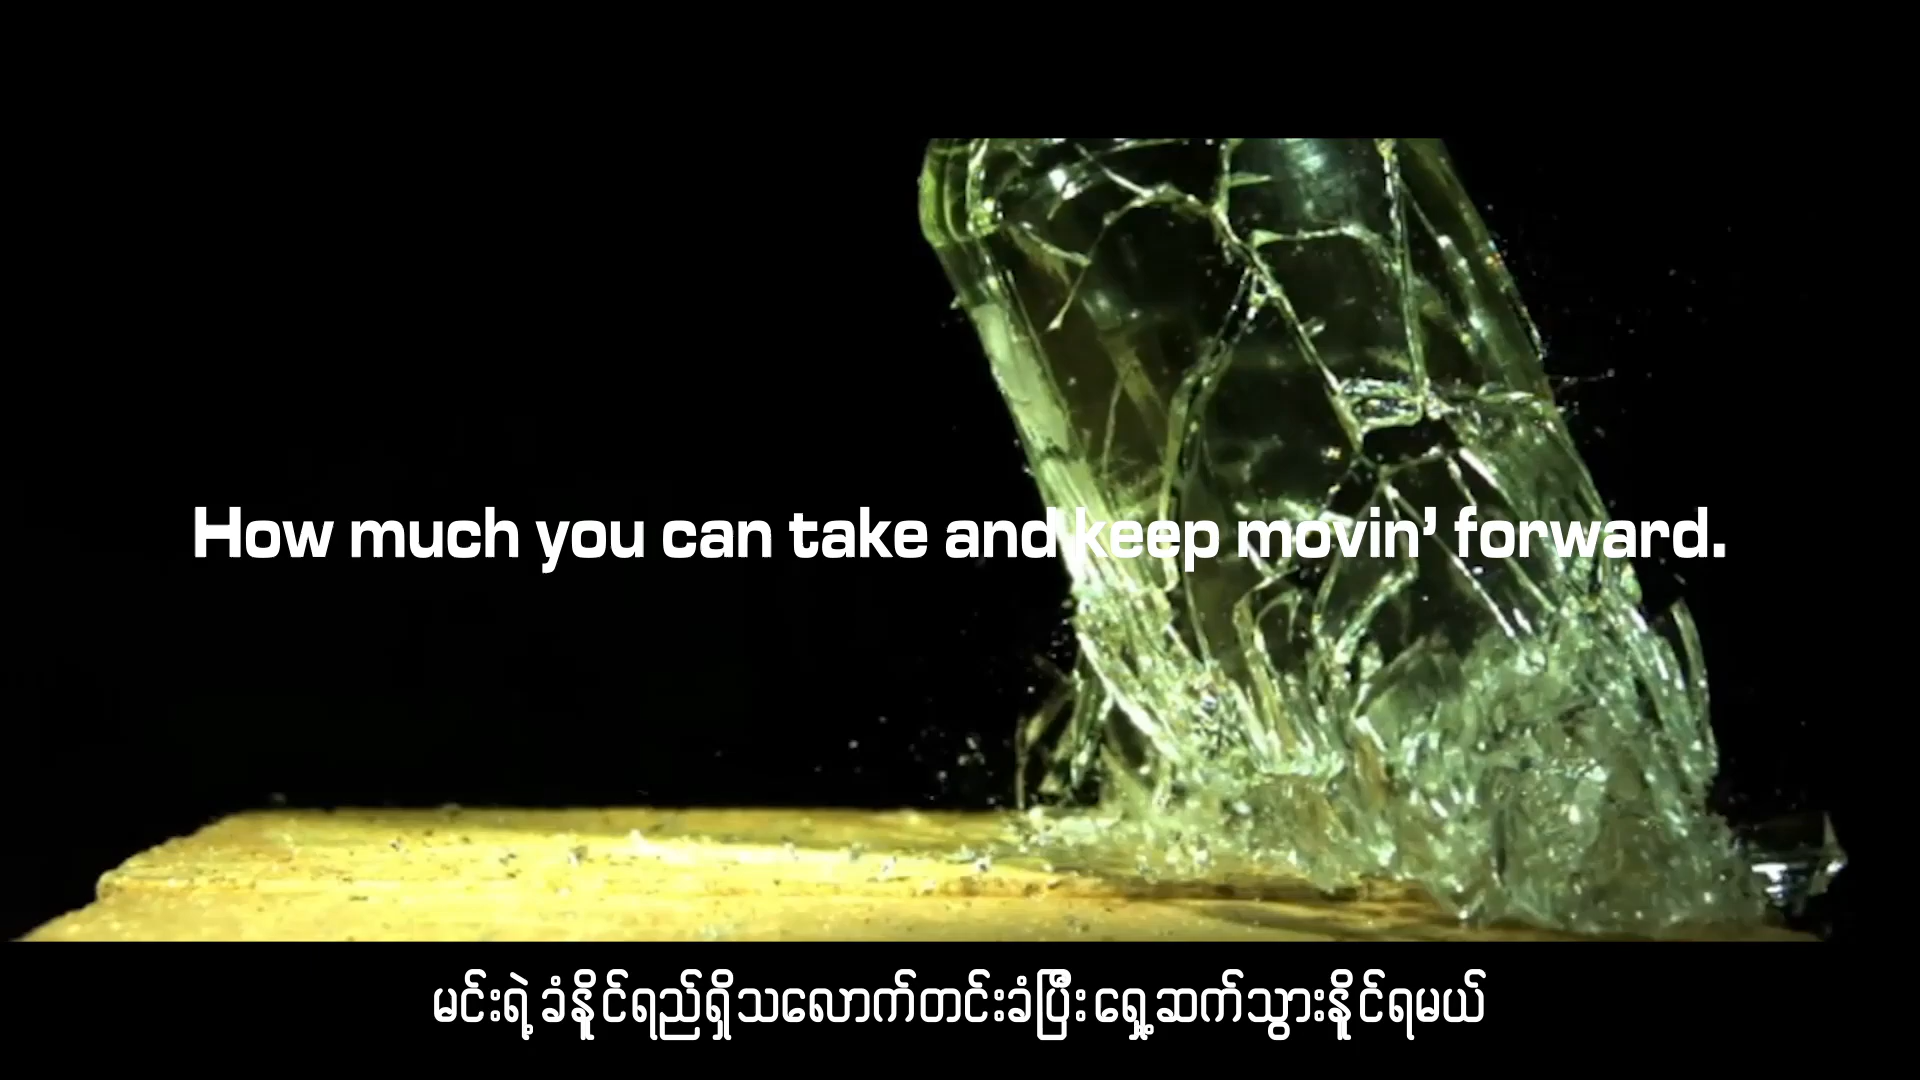 How much you can take and keep movin’ forward.
မင်းရဲ့ ခံနိူင်ရည်ရှိသလောက်တင်းခံပြီး ရှေ့ဆက်သွားနိူင်ရမယ်